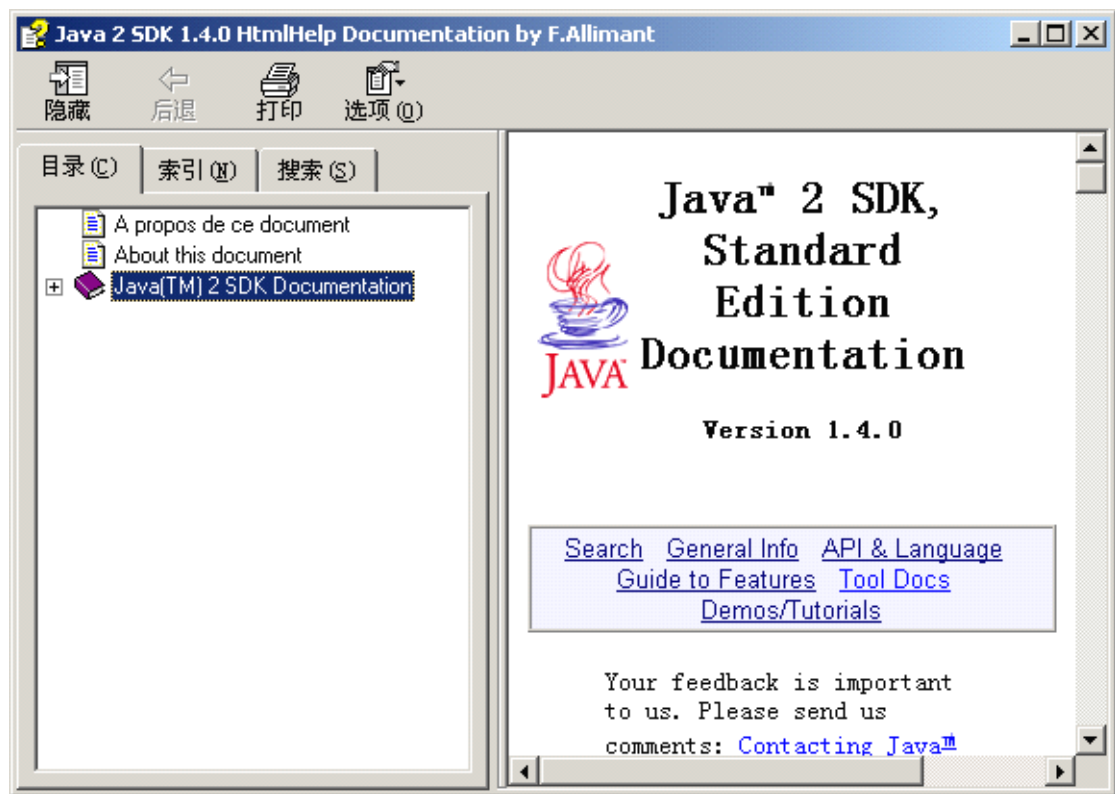 Java 2 SDK 1.4.0 HtmlHelp Documentation by F.Allimant
隐藏 后退 打印 选项(O)
目录(C) 索引(N) 搜索(S)
A propos de ce document
About this document
Java(TM) 2 SDK Documentation
Java™ 2 SDK,
Standard
Edition
Documentation
JAVA
Version 1.4.0
Search General Info API & Language
Guide to Features Tool Docs
Demos/Tutorials
Your feedback is important
to us. Please send us
comments: Contacting Java™